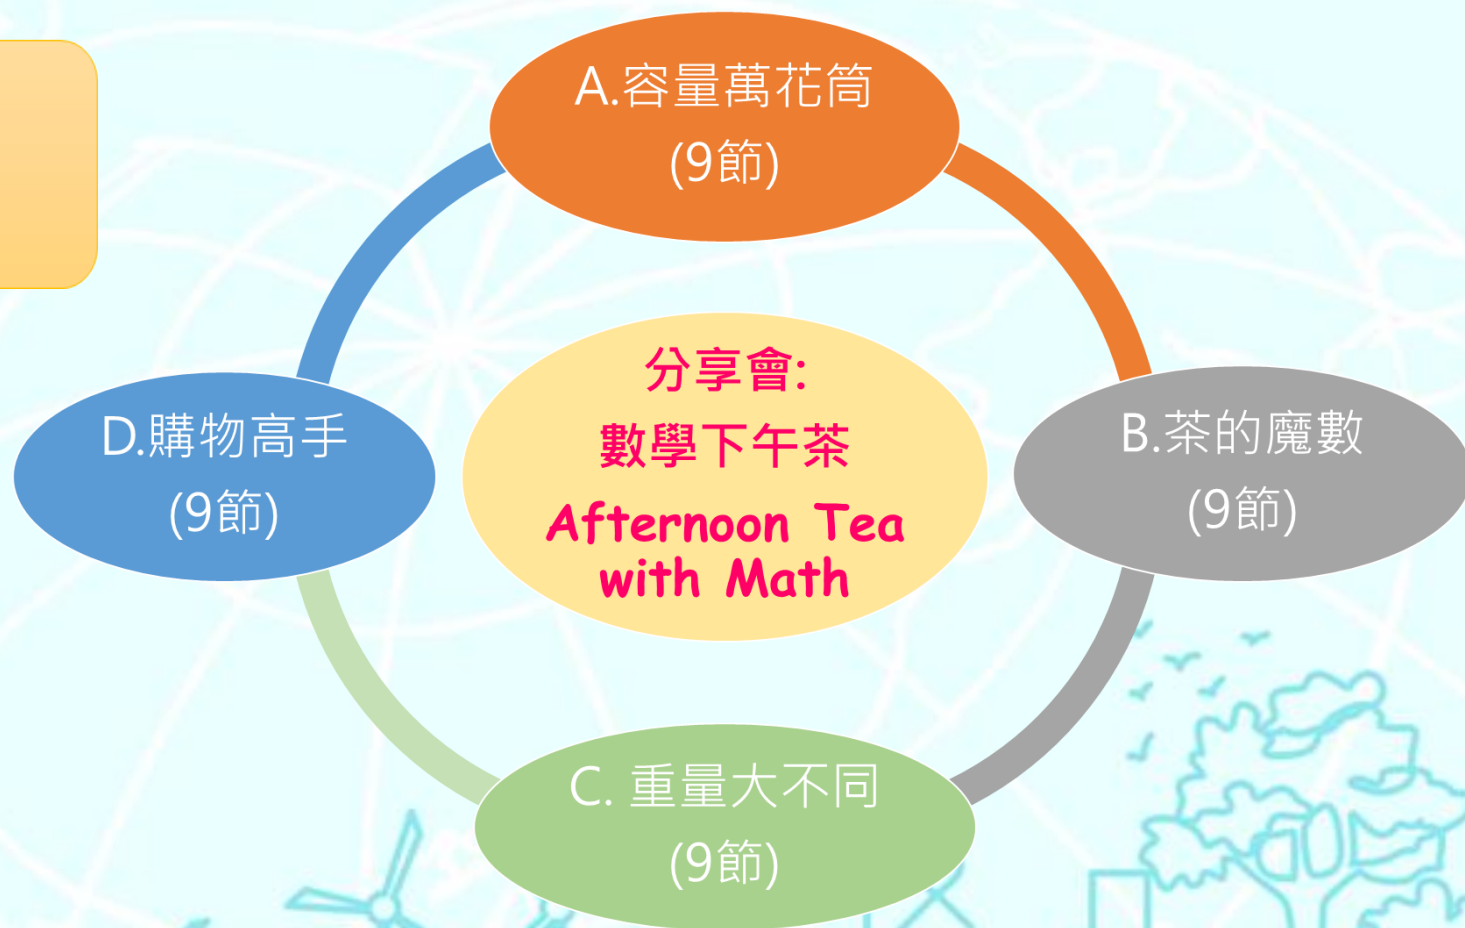 A.容量萬花筒
(9節)
分享會:
數學下午茶
Afternoon Tea
with Math
D.購物高手
(9節)
B.茶的魔數
(9節)
C. 重量大不同
(9節)